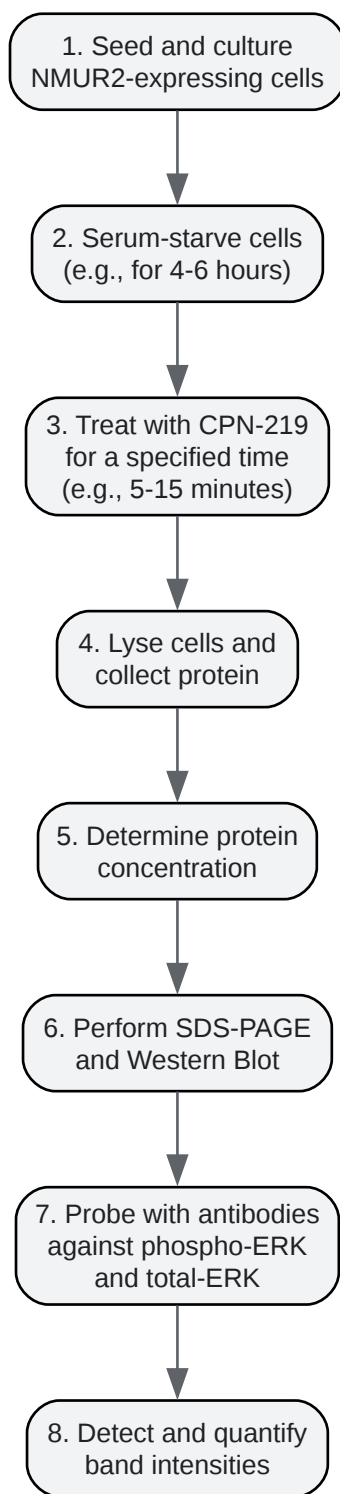 1. Seed and culture
NMUR2-expressing cells
2. Serum-starve cells
(e.g., for 4-6 hours)
3. Treat with CPN-219
for a specified time
(e.g., 5-15 minutes)
4. Lyse cells and
collect protein
5. Determine protein
concentration
6. Perform SDS-PAGE
and Western Blot
7. Probe with antibodies
against phospho-ERK
and total-ERK
8. Detect and quantify
band intensities